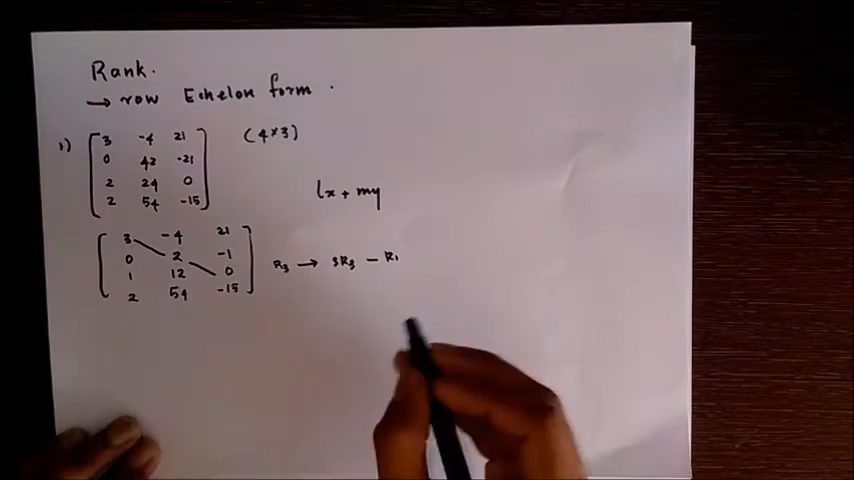 Rank.
→ row Echelon form.
1) [3 -4 21 (4×3)
0 42 -21
2 24 0
2 54 -15]
lx + my
[3 -4 21
0 2 -1
1 12 0 R3 → 3R3 - R1
2 54 -15]